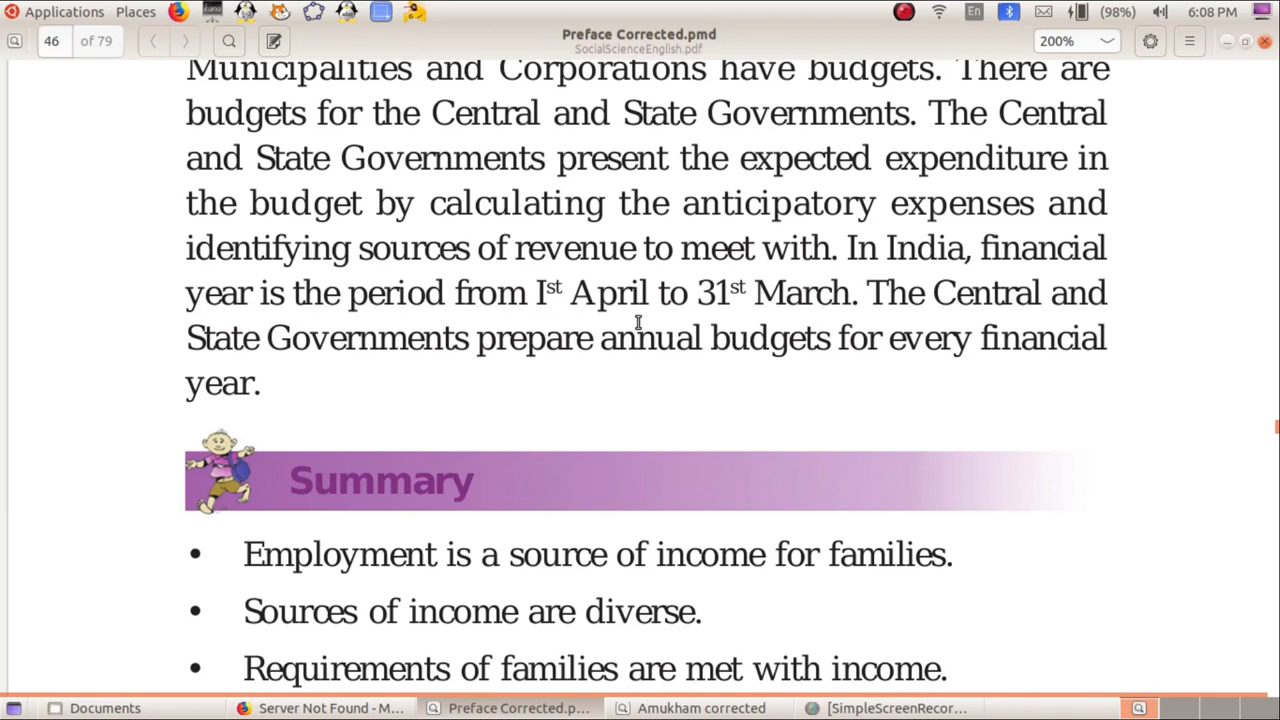 Applications Places En (98%) 6:08 PM
46 of 79 Preface Corrected.pmd 200%
SocialScienceEnglish.pdf
Municipalities and Corporations have budgets. There are
budgets for the Central and State Governments. The Central
and State Governments present the expected expenditure in
the budget by calculating the anticipatory expenses and
identifying sources of revenue to meet with. In India, financial
year is the period from Ist April to 31st March. The Central and
State Governments prepare annual budgets for every financial
year.
Summary
• Employment is a source of income for families.
• Sources of income are diverse.
• Requirements of families are met with income.
Documents Server Not Found - M... Preface Corrected.p... Amukham corrected [SimpleScreenRecor...